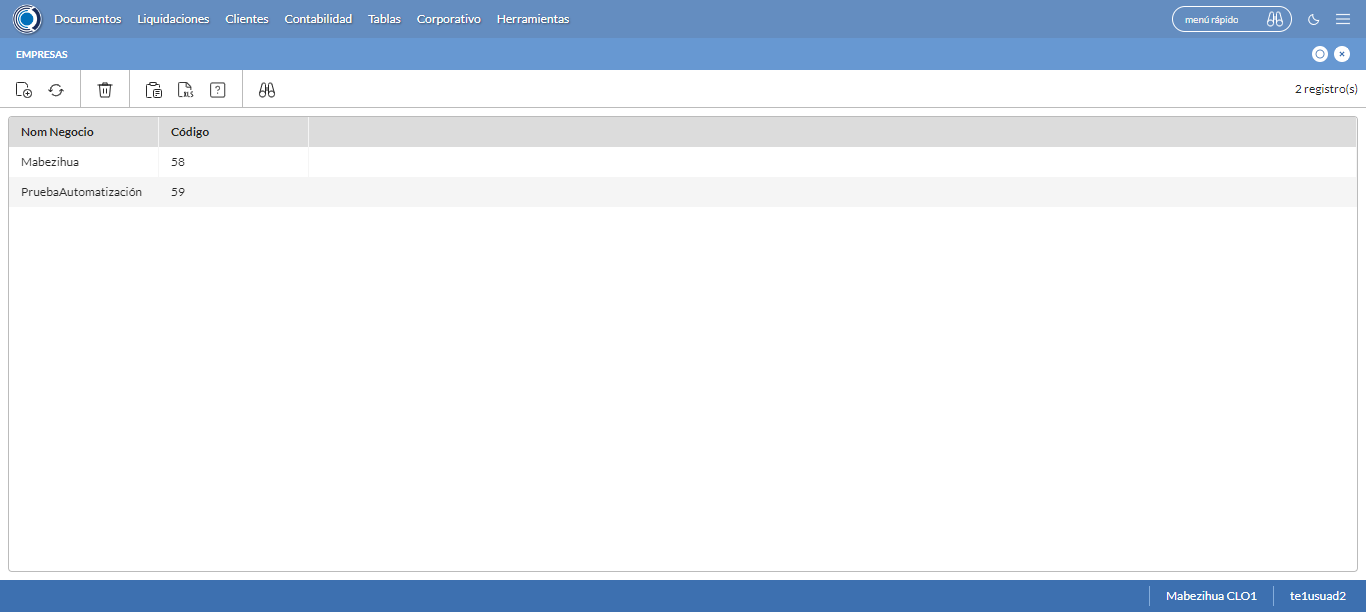 Documentos Liquidaciones Clientes Contabilidad Tablas Corporativo Herramientas menú rápido
EMPRESAS
XLS ? 2 registro(s)
Nom Negocio Código
Mabezihua 58
PruebaAutomatización 59
Mabezihua CLO1 te1usuad2